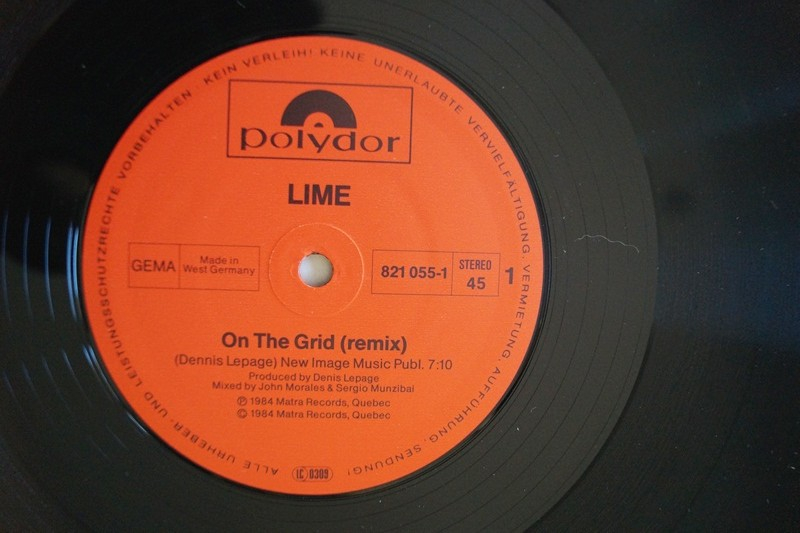 polydor
LIME
GEMA
Made in
West Germany
821 055-1
STEREO
45
1
On The Grid (remix)
(Dennis Lepage) New Image Music Publ. 7:10
Produced by Denis Lepage
Mixed by John Morales & Sergio Munzibai
℗ 1984 Matra Records, Quebec
© 1984 Matra Records, Quebec
LC 0309
ALLE URHEBER- UND LEISTUNGSSCHUTZRECHTE VORBEHALTEN KEIN VERLEIH! KEINE UNERLAUBTE VERVIELFÄLTIGUNG, VERMIETUNG, AUFFÜHRUNG, SENDUNG!